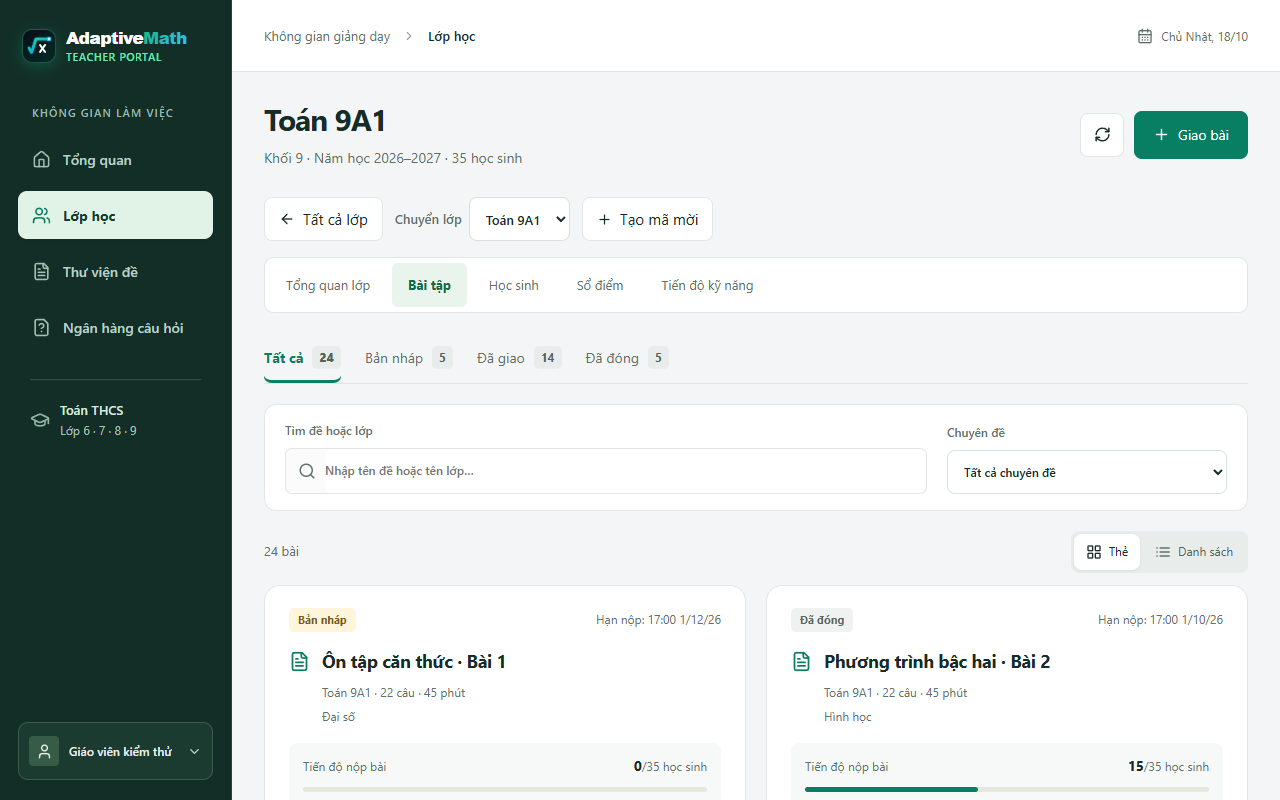 AdaptiveMath
TEACHER PORTAL
KHÔNG GIAN LÀM VIỆC
Tổng quan
Lớp học
Thư viện đề
Ngân hàng câu hỏi
Toán THCS
Lớp 6 · 7 · 8 · 9
Giáo viên kiểm thử
Không gian giảng dạy > Lớp học
Chủ Nhật, 18/10
Toán 9A1
Khối 9 · Năm học 2026–2027 · 35 học sinh
Giao bài
Tất cả lớp
Chuyển lớp
Toán 9A1
Tạo mã mời
Tổng quan lớp
Bài tập
Học sinh
Sổ điểm
Tiến độ kỹ năng
Tất cả 24
Bản nháp 5
Đã giao 14
Đã đóng 5
Tìm đề hoặc lớp
Nhập tên đề hoặc tên lớp...
Chuyên đề
Tất cả chuyên đề
24 bài
Thẻ
Danh sách
Bản nháp
Hạn nộp: 17:00 1/12/26
Ôn tập căn thức · Bài 1
Toán 9A1 · 22 câu · 45 phút
Đại số
Tiến độ nộp bài
0/35 học sinh
Đã đóng
Hạn nộp: 17:00 1/10/26
Phương trình bậc hai · Bài 2
Toán 9A1 · 22 câu · 45 phút
Hình học
Tiến độ nộp bài
15/35 học sinh